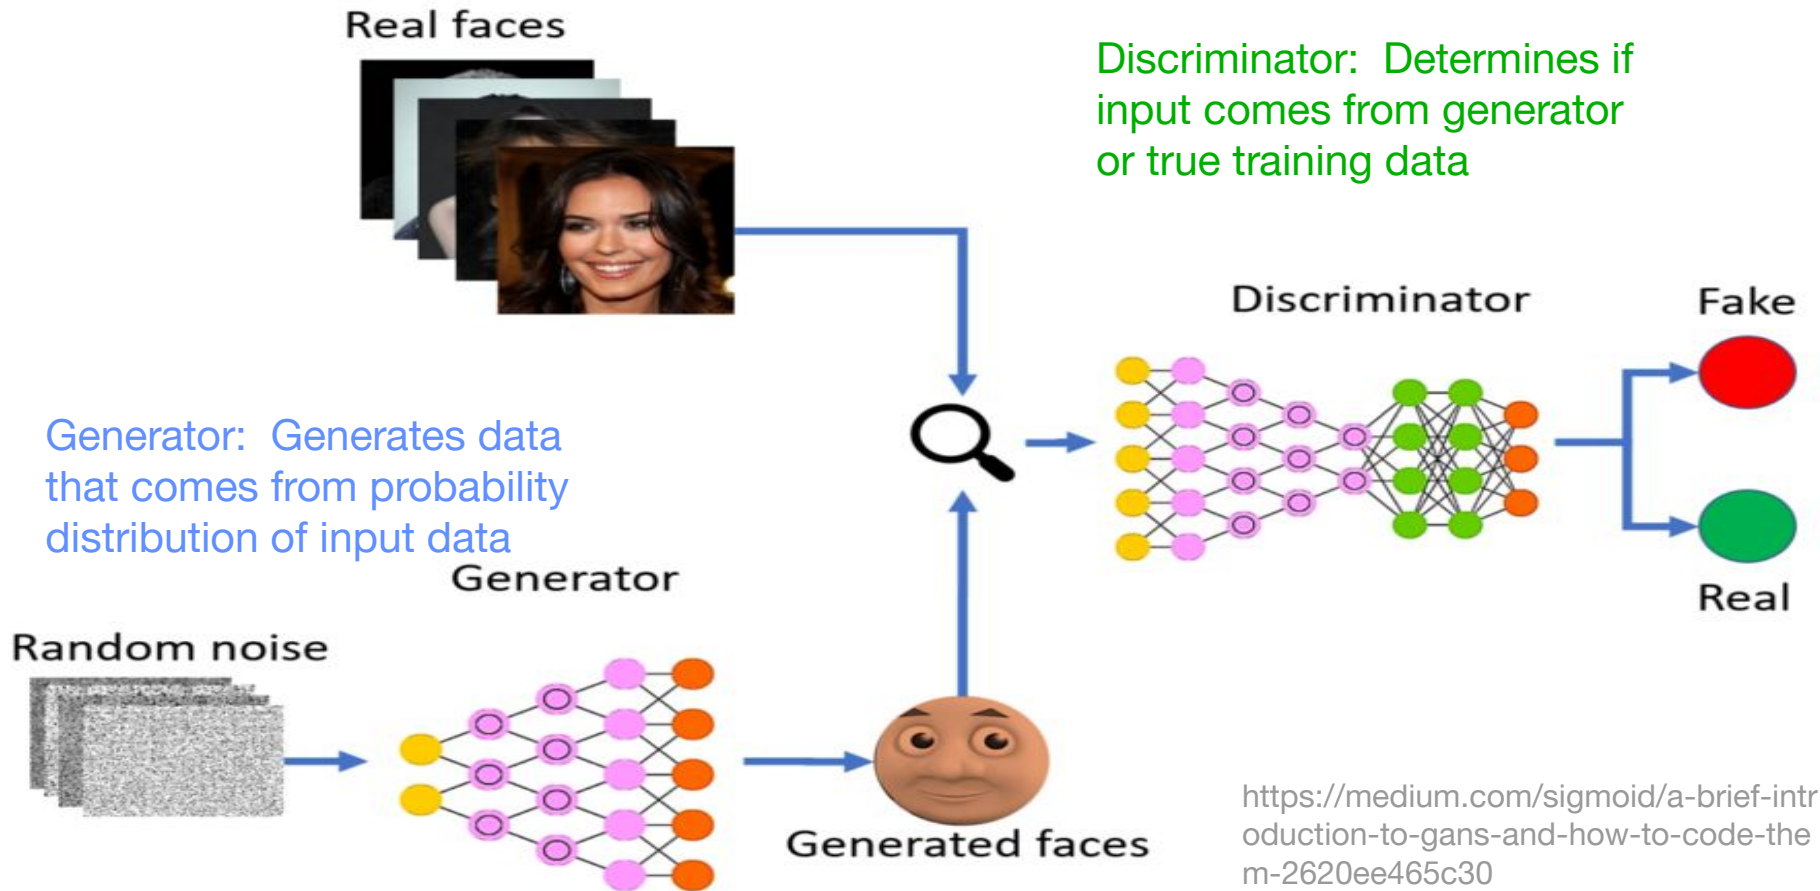 Real faces
Discriminator:  Determines if
input comes from generator
or true training data
Discriminator
Fake
Generator:  Generates data
that comes from probability
distribution of input data
Generator
Real
Random noise
Generated faces
https://medium.com/sigmoid/a-brief-intr
oduction-to-gans-and-how-to-code-the
m-2620ee465c30